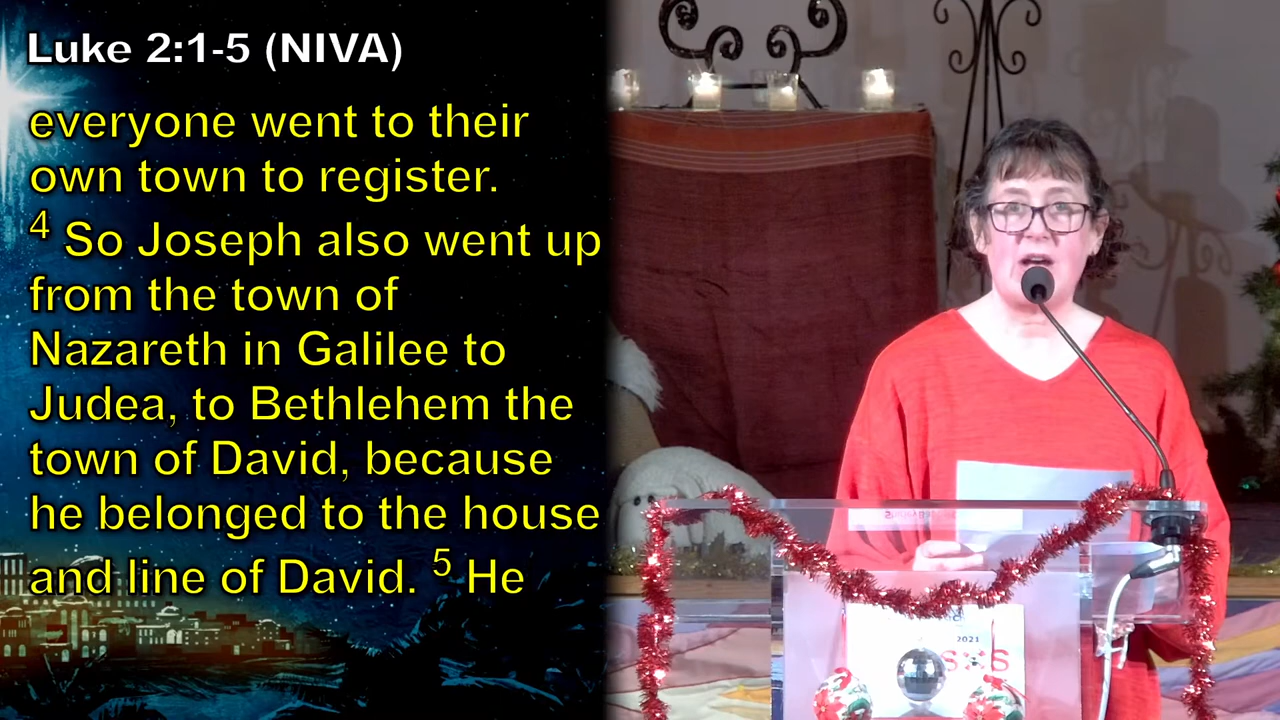 Luke 2:1-5 (NIVA)
everyone went to their
own town to register.
4 So Joseph also went up
from the town of
Nazareth in Galilee to
Judea, to Bethlehem the
town of David, because
he belonged to the house
and line of David. 5 He
2021